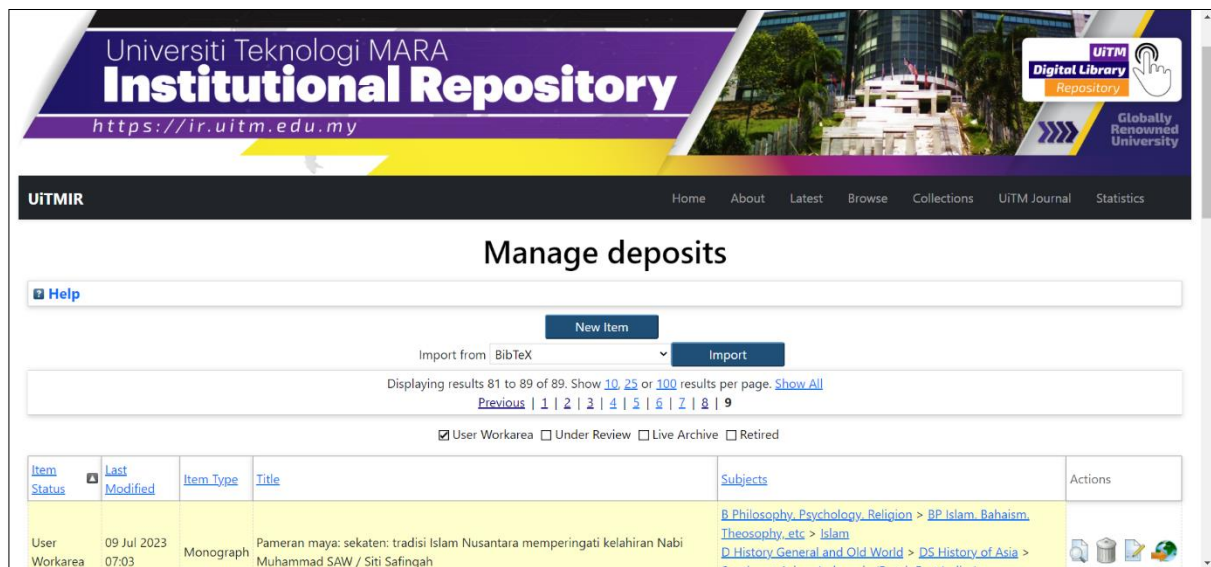 Universiti Teknologi MARA
Institutional Repository
https://ir.uitm.edu.my
UiTM
Digital Library
Repository
Globally
Renowned
University
UiTMIR
Home About Latest Browse Collections UiTM Journal Statistics
Manage deposits
? Help
New Item
Import from BibTeX Import
Displaying results 81 to 89 of 89. Show 10, 25 or 100 results per page. Show All
Previous | 1 | 2 | 3 | 4 | 5 | 6 | 7 | 8 | 9
User Workarea Under Review Live Archive Retired
Item Status Last Modified Item Type Title Subjects Actions
B Philosophy, Psychology, Religion > BP Islam. Bahaism.
Theosophy, etc > Islam
User Workarea 09 Jul 2023 07:03 Monograph Pameran maya: sekaten: tradisi Islam Nusantara memperingati kelahiran Nabi
Muhammad SAW / Siti Safingah
D History General and Old World > DS History of Asia >